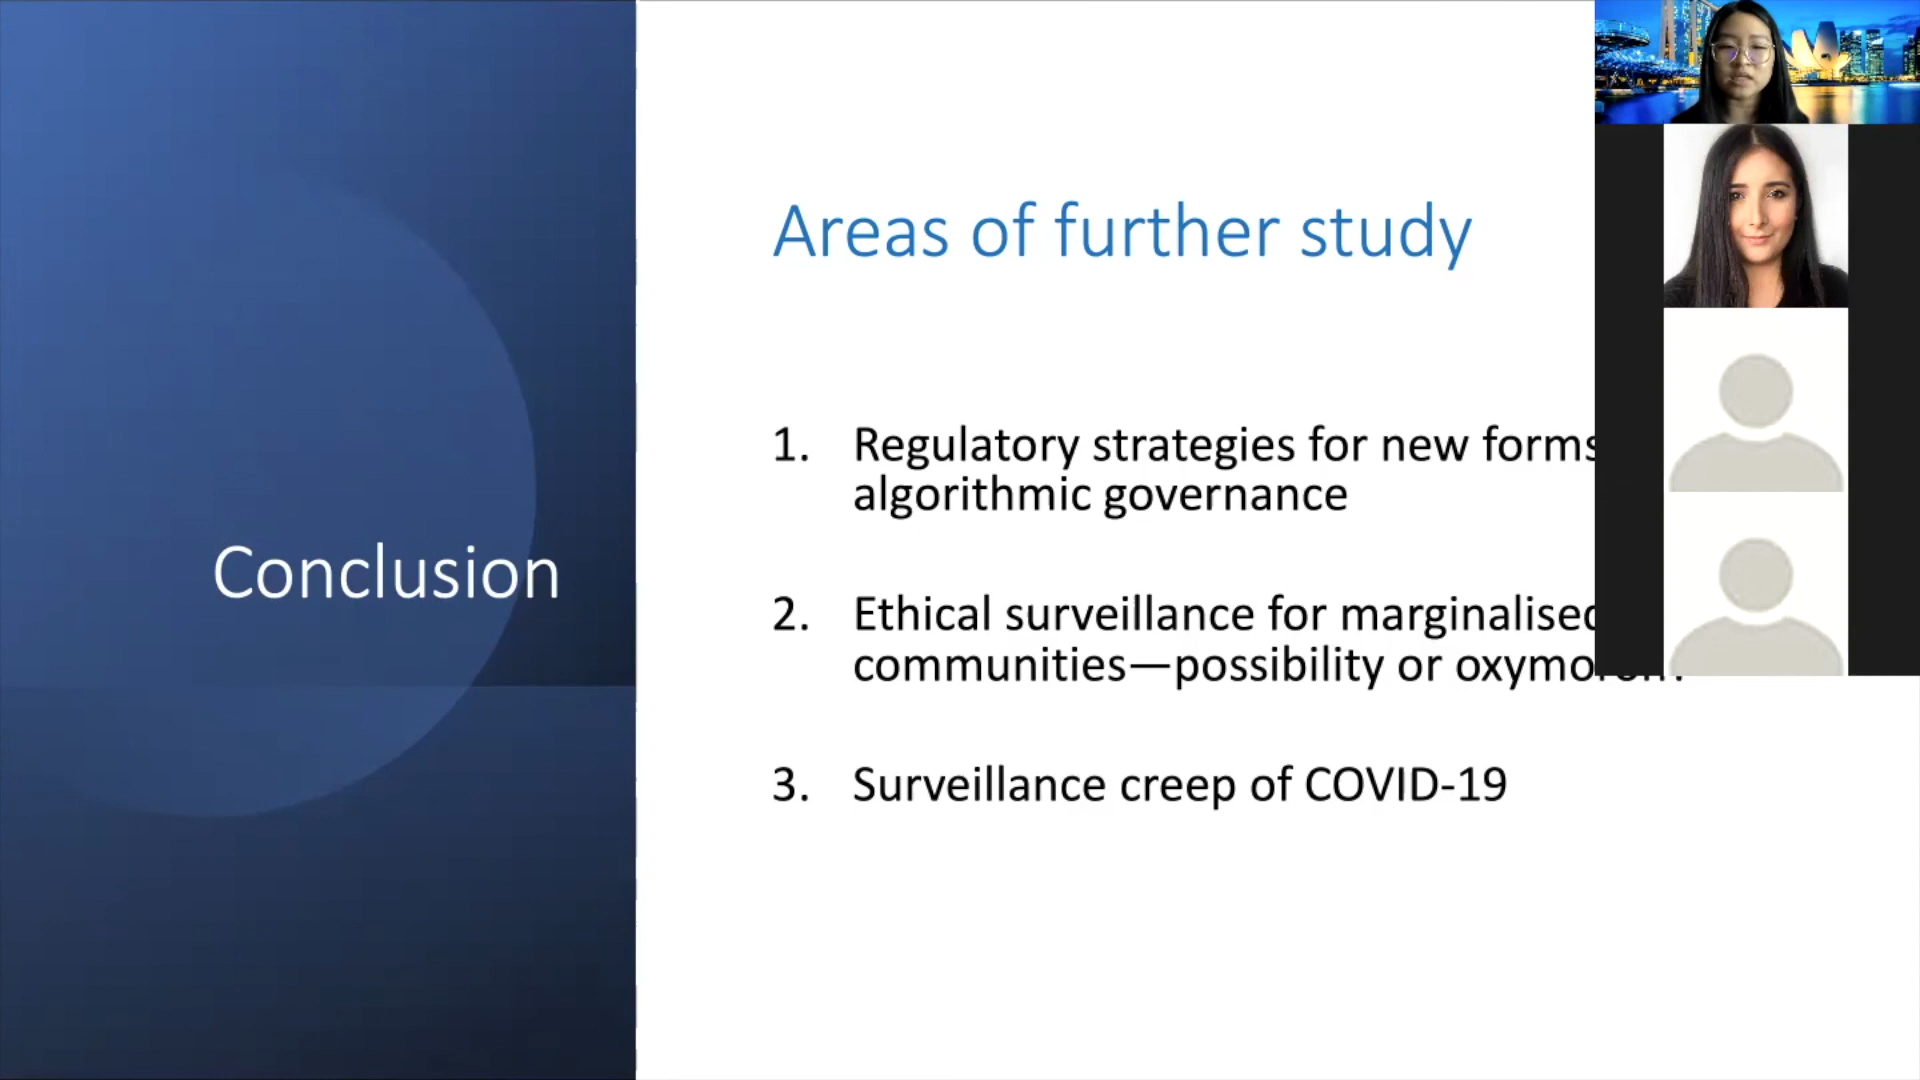 Conclusion
Areas of further study
1. Regulatory strategies for new forms
algorithmic governance
2. Ethical surveillance for marginalised
communities—possibility or
3. Surveillance creep of COVID-19